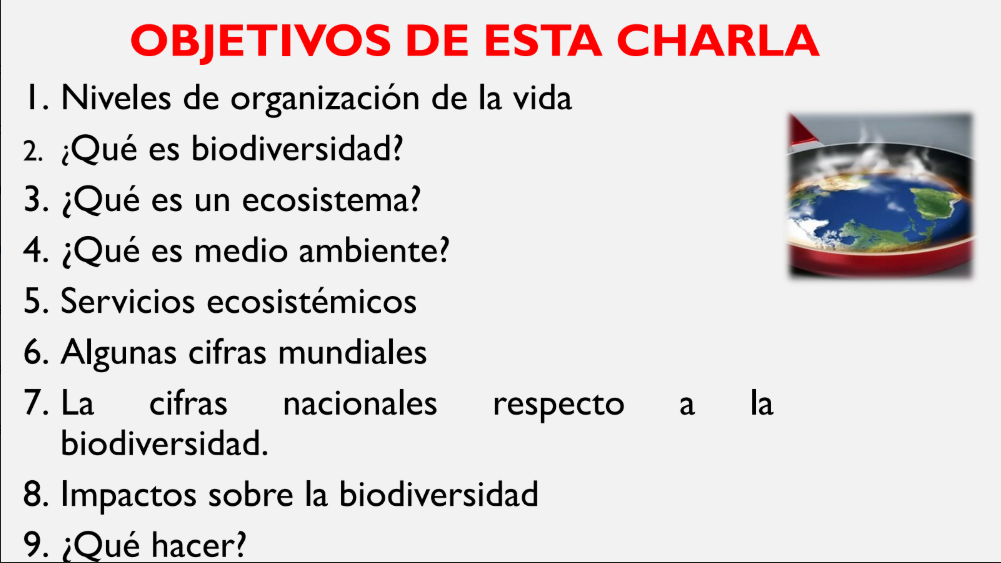 OBJETIVOS DE ESTA CHARLA
1. Niveles de organización de la vida
2. ¿Qué es biodiversidad?
3. ¿Qué es un ecosistema?
4. ¿Qué es medio ambiente?
5. Servicios ecosistémicos
6. Algunas cifras mundiales
7. La cifras nacionales respecto a la
biodiversidad.
8. Impactos sobre la biodiversidad
9. ¿Qué hacer?